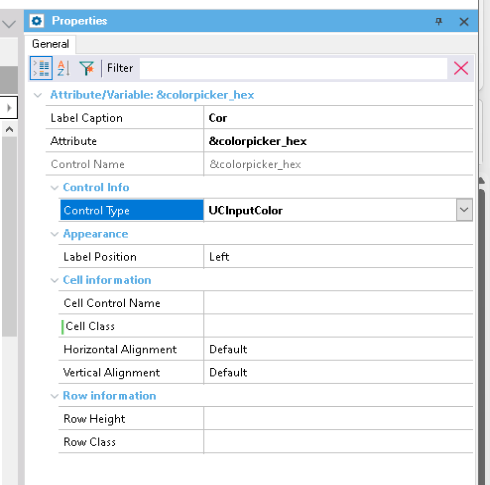 Properties
General
Filter
Attribute/Variable: &colorpicker_hex
Label Caption Cor
Attribute &colorpicker_hex
Control Name &colorpicker_hex
Control Info
Control Type UCInputColor
Appearance
Label Position Left
Cell information
Cell Control Name
Cell Class
Horizontal Alignment Default
Vertical Alignment Default
Row information
Row Height
Row Class